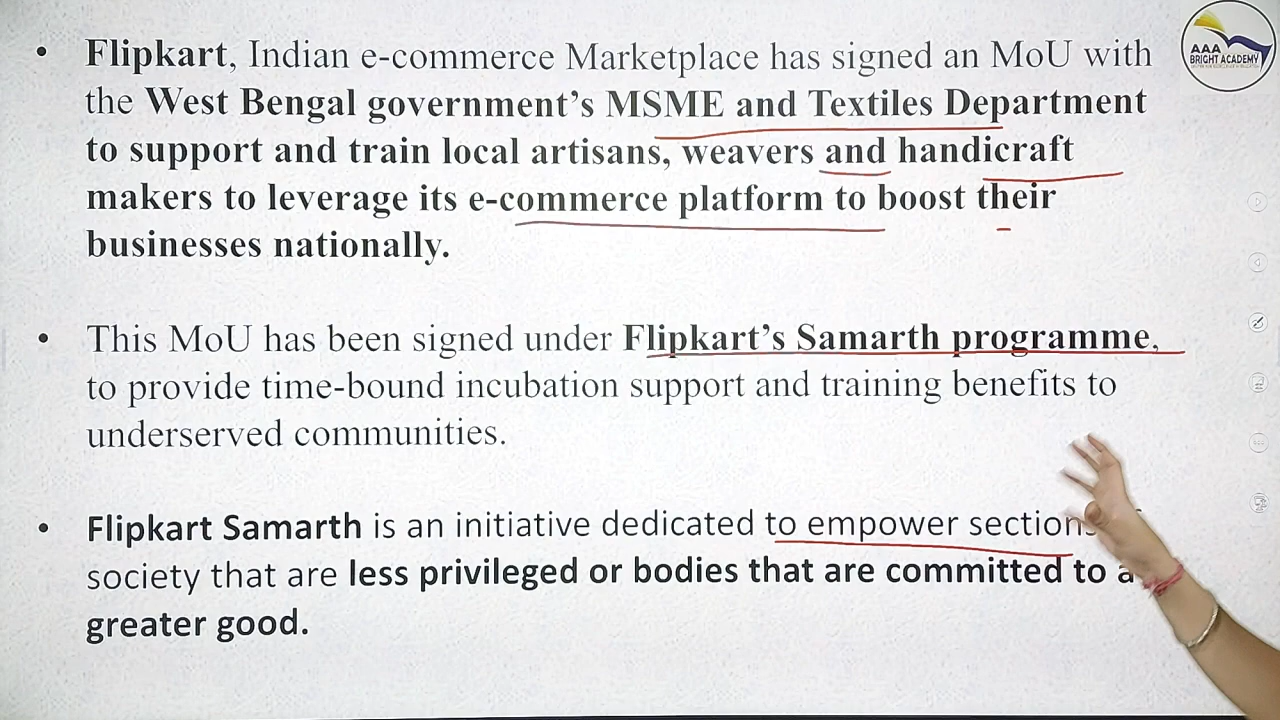 • Flipkart, Indian e-commerce Marketplace has signed an MoU with
the West Bengal government's MSME and Textiles Department
to support and train local artisans, weavers and handicraft
makers to leverage its e-commerce platform to boost their
businesses nationally.
• This MoU has been signed under Flipkart's Samarth programme,
to provide time-bound incubation support and training benefits to
underserved communities.
• Flipkart Samarth is an initiative dedicated to empower sections
society that are less privileged or bodies that are committed to a
greater good.
AAA
BRIGHT ACADEMY